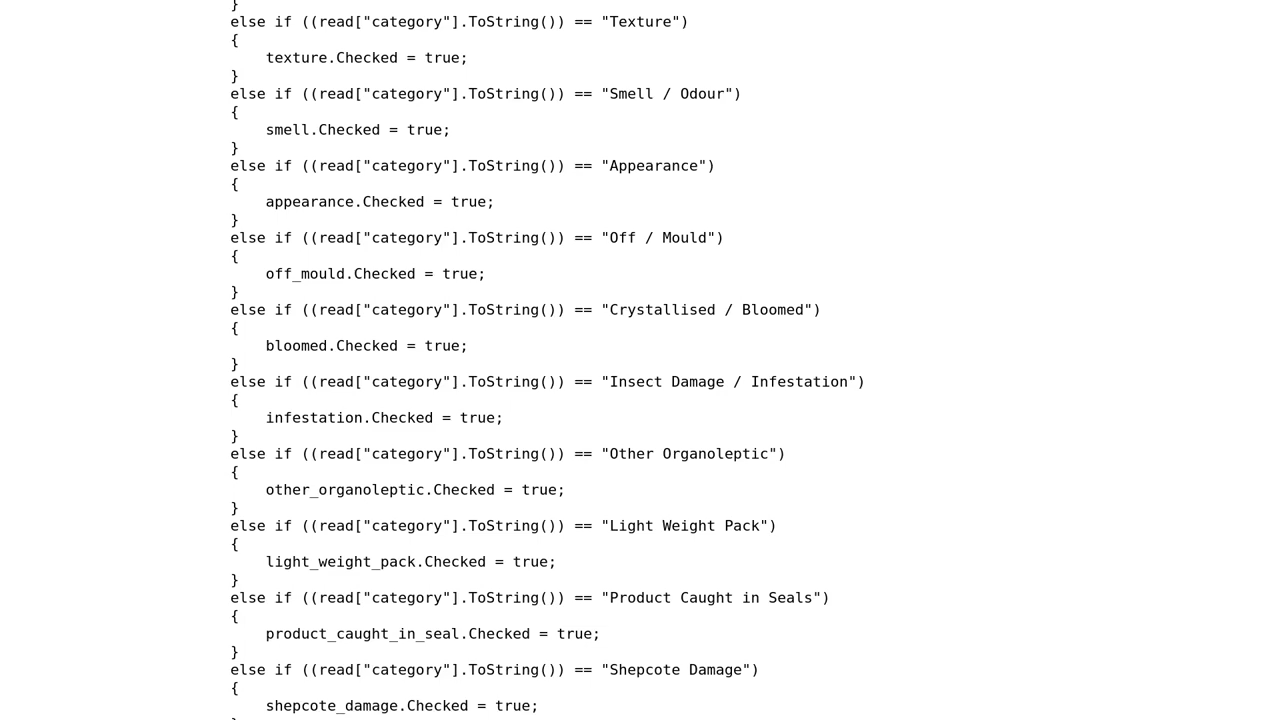 }
else if ((read["category"].ToString()) == "Texture")
{
    texture.Checked = true;
}
else if ((read["category"].ToString()) == "Smell / Odour")
{
    smell.Checked = true;
}
else if ((read["category"].ToString()) == "Appearance")
{
    appearance.Checked = true;
}
else if ((read["category"].ToString()) == "Off / Mould")
{
    off_mould.Checked = true;
}
else if ((read["category"].ToString()) == "Crystallised / Bloomed")
{
    bloomed.Checked = true;
}
else if ((read["category"].ToString()) == "Insect Damage / Infestation")
{
    infestation.Checked = true;
}
else if ((read["category"].ToString()) == "Other Organoleptic")
{
    other_organoleptic.Checked = true;
}
else if ((read["category"].ToString()) == "Light Weight Pack")
{
    light_weight_pack.Checked = true;
}
else if ((read["category"].ToString()) == "Product Caught in Seals")
{
    product_caught_in_seal.Checked = true;
}
else if ((read["category"].ToString()) == "Shepcote Damage")
{
    shepcote_damage.Checked = true;
}